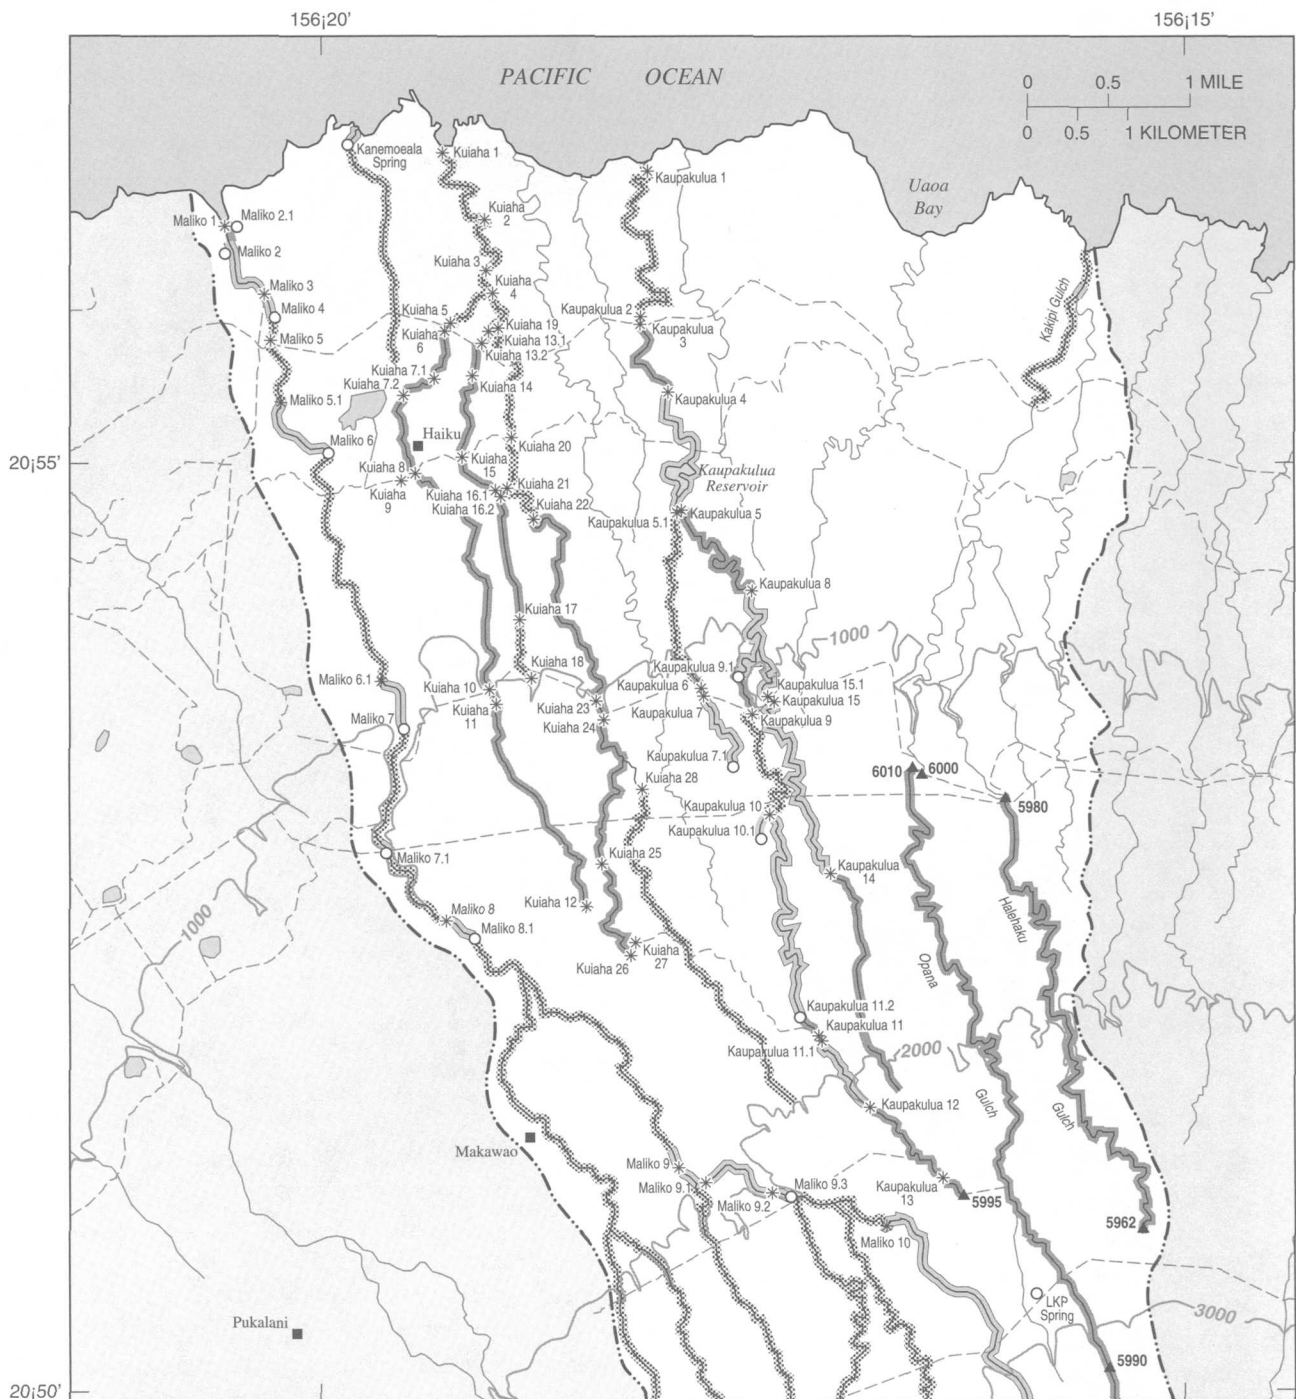 156¡20'
156¡15'
PACIFIC OCEAN
0 0.5 1 MILE
0 0.5 1 KILOMETER
Kanemoeala
Spring
Kuiaha 1
Kaupakulua 1
Uaoa
Bay
Maliko 1
Maliko 2.1
Kuiaha
2
Maliko 2
Kuiaha 3
Maliko 3
Kuiaha
4
Maliko 4
Kuiaha 5
Kaupakulua 2
Kakipi Gulch
Kuiaha
6
Kuiaha 19
Kaupakulua
3
Maliko 5
Kuiaha 13.1
Kuiaha 13.2
Kuiaha 7.1
Kuiaha 7.2
Kuiaha 14
Maliko 5.1
Kaupakulua 4
Haiku
Maliko 6
Kuiaha 20
20¡55'
Kuiaha 8
Kuiaha
15
Kaupakulua
Reservoir
Kuiaha
9
Kuiaha 16.1
Kuiaha 21
Kuiaha 16.2
Kuiaha 22
Kaupakulua 5.1
Kaupakulua 5
Kaupakulua 8
Kuiaha 17
1000
Kuiaha 18
Kaupakulua 9.1
Maliko 6.1
Kuiaha 10
Kaupakulua 6
Kaupakulua 15.1
Kuiaha
11
Kuiaha 23
Kaupakulua 7
Kaupakulua 15
Maliko 7
Kuiaha 24
Kaupakulua 9
Kaupakulua 7.1
6010
6000
Kuiaha 28
Kaupakulua 10
5980
Kaupakulua 10.1
Maliko 7.1
Kuiaha 25
Kaupakulua
14
1000
Maliko 8
Kuiaha 12
Halehaku
Maliko 8.1
Kuiaha 26
Kuiaha
27
Opana
Kaupakulua 11.2
Kaupakulua 11
Kaupakulua 11.1
2000
Gulch
Gulch
Kaupakulua 12
Makawao
Maliko 9
Maliko 9.1
Maliko 9.2
Maliko 9.3
Kaupakulua
13
5995
5962
Maliko 10
LKP
Spring
3000
Pukalani
5990
20¡50'